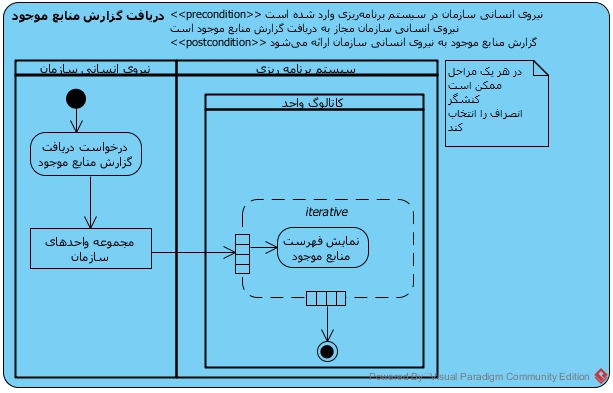 دریافت گزارش منابع موجود
<<precondition>> نیروی انسانی سازمان در سیستم برنامه‌ریزی وارد شده است
نیروی انسانی سازمان مجاز به دریافت گزارش منابع موجود است
<<postcondition>> گزارش منابع موجود به نیروی انسانی سازمان ارائه می‌شود
نیروی انسانی سازمان
سیستم برنامه ریزی
در هر یک مراحل
ممکن است
کنشگر
انصراف را انتخاب
کند
کاتالوگ واحد
درخواست دریافت
گزارش منابع موجود
iterative
مجموعه واحدهای
سازمان
نمایش فهرست
منابع موجود
Powered By Visual Paradigm Community Edition